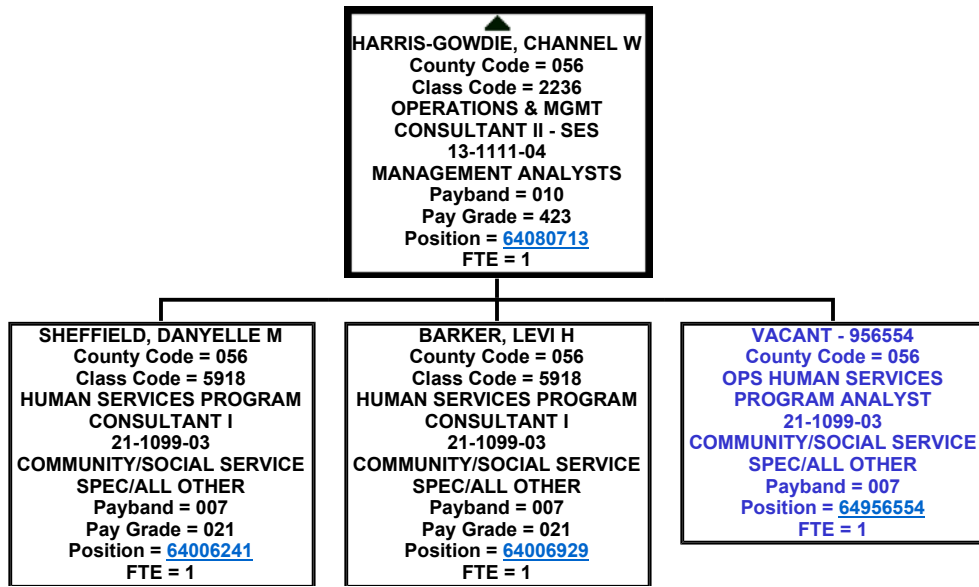 HARRIS-GOWDIE, CHANNEL W
County Code = 056
Class Code = 2236
OPERATIONS & MGMT
CONSULTANT II - SES
13-1111-04
MANAGEMENT ANALYSTS
Payband = 010
Pay Grade = 423
Position = 64080713
FTE = 1
SHEFFIELD, DANYELLE M
County Code = 056
Class Code = 5918
HUMAN SERVICES PROGRAM
CONSULTANT I
21-1099-03
COMMUNITY/SOCIAL SERVICE
SPEC/ALL OTHER
Payband = 007
Pay Grade = 021
Position = 64006241
FTE = 1
BARKER, LEVI H
County Code = 056
Class Code = 5918
HUMAN SERVICES PROGRAM
CONSULTANT I
21-1099-03
COMMUNITY/SOCIAL SERVICE
SPEC/ALL OTHER
Payband = 007
Pay Grade = 021
Position = 64006929
FTE = 1
VACANT - 956554
County Code = 056
OPS HUMAN SERVICES
PROGRAM ANALYST
21-1099-03
COMMUNITY/SOCIAL SERVICE
SPEC/ALL OTHER
Payband = 007
Position = 64956554
FTE = 1